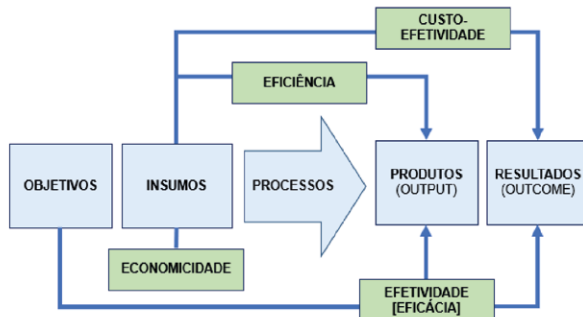 CUSTO-
EFETIVIDADE
EFICIÊNCIA
OBJETIVOS
INSUMOS
PROCESSOS
PRODUTOS
(OUTPUT)
RESULTADOS
(OUTCOME)
ECONOMICIDADE
EFETIVIDADE
[EFICÁCIA]